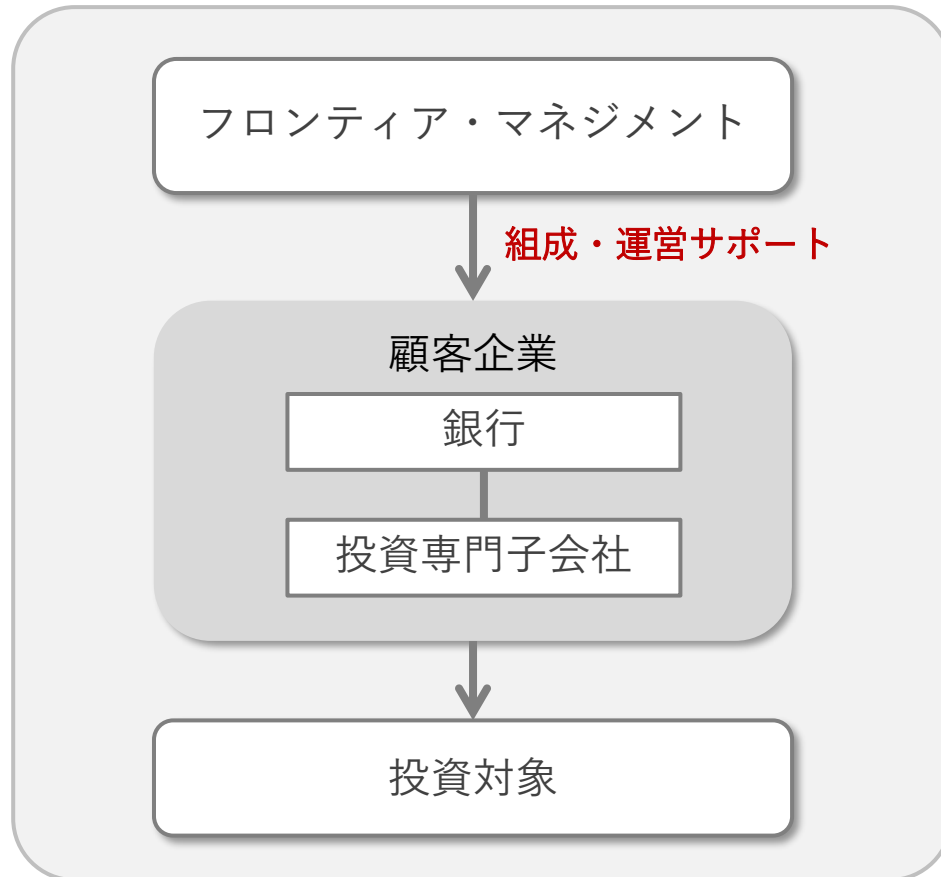 フロンティア・マネジメント
組成・運営サポート
顧客企業
銀行
投資専門子会社
投資対象